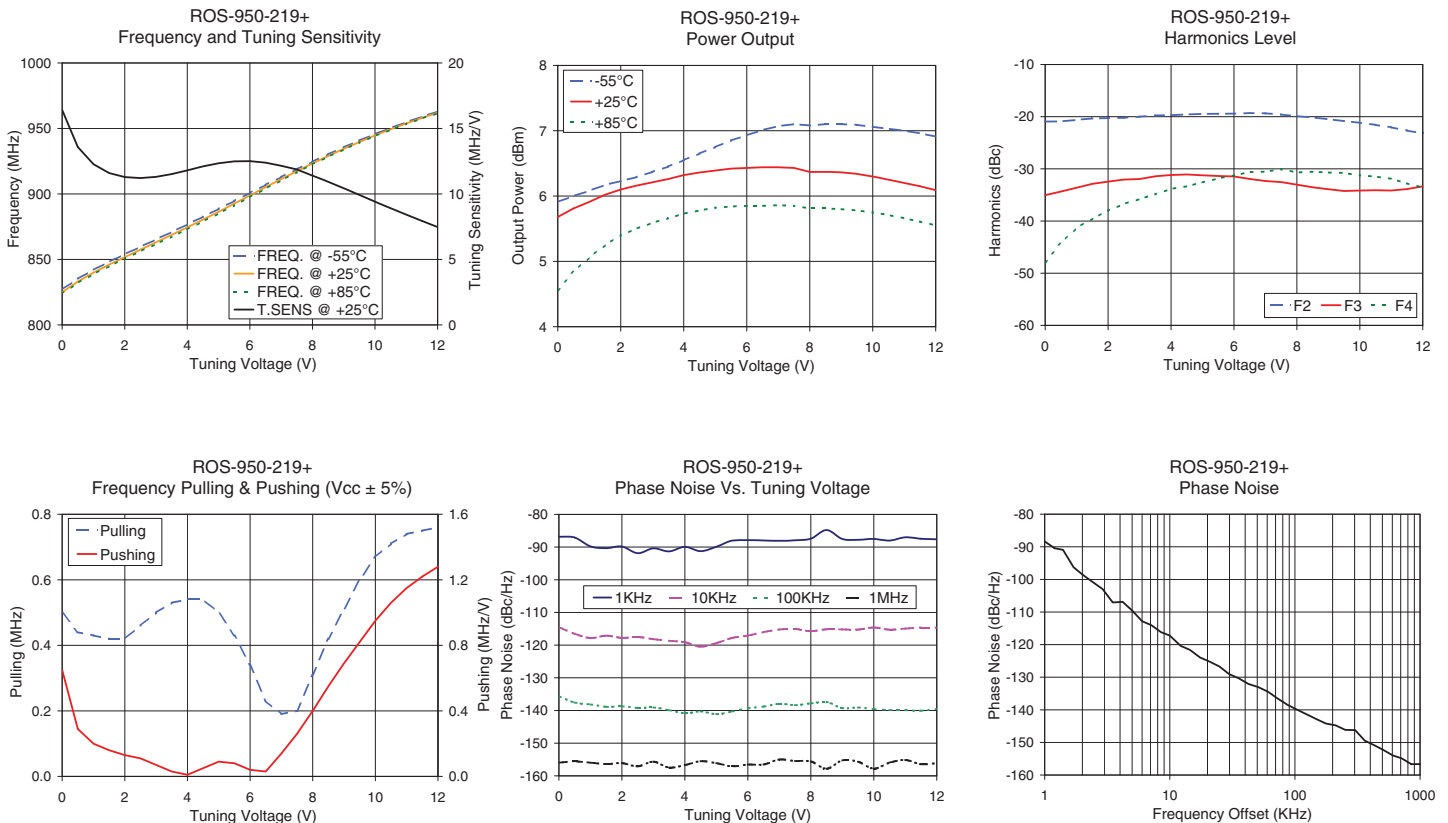 ROS-950-219+
Frequency and Tuning Sensitivity
1000
950
900
850
800
Frequency (MHz)
20
15
10
5
0
Tuning Sensitivity (MHz/V)
FREQ. @ -55°C
FREQ. @ +25°C
FREQ. @ +85°C
T.SENS @ +25°C
0 2 4 6 8 10 12
Tuning Voltage (V)
ROS-950-219+
Power Output
8
7
6
5
4
Output Power (dBm)
-55°C
+25°C
+85°C
0 2 4 6 8 10 12
Tuning Voltage (V)
ROS-950-219+
Harmonics Level
-10
-20
-30
-40
-50
-60
Harmonics (dBc)
F2 F3 F4
0 2 4 6 8 10 12
Tuning Voltage (V)
ROS-950-219+
Frequency Pulling & Pushing (Vcc ± 5%)
0.8
0.6
0.4
0.2
0.0
Pulling (MHz)
1.6
1.2
0.8
0.4
0.0
Pushing (MHz/V)
Pulling
Pushing
0 2 4 6 8 10 12
Tuning Voltage (V)
ROS-950-219+
Phase Noise Vs. Tuning Voltage
-80
-90
-100
-110
-120
-130
-140
-150
-160
Phase Noise (dBc/Hz)
1KHz 10KHz 100KHz 1MHz
0 2 4 6 8 10 12
Tuning Voltage (V)
ROS-950-219+
Phase Noise
-80
-90
-100
-110
-120
-130
-140
-150
-160
Phase Noise (dBc/Hz)
1 10 100 1000
Frequency Offset (KHz)